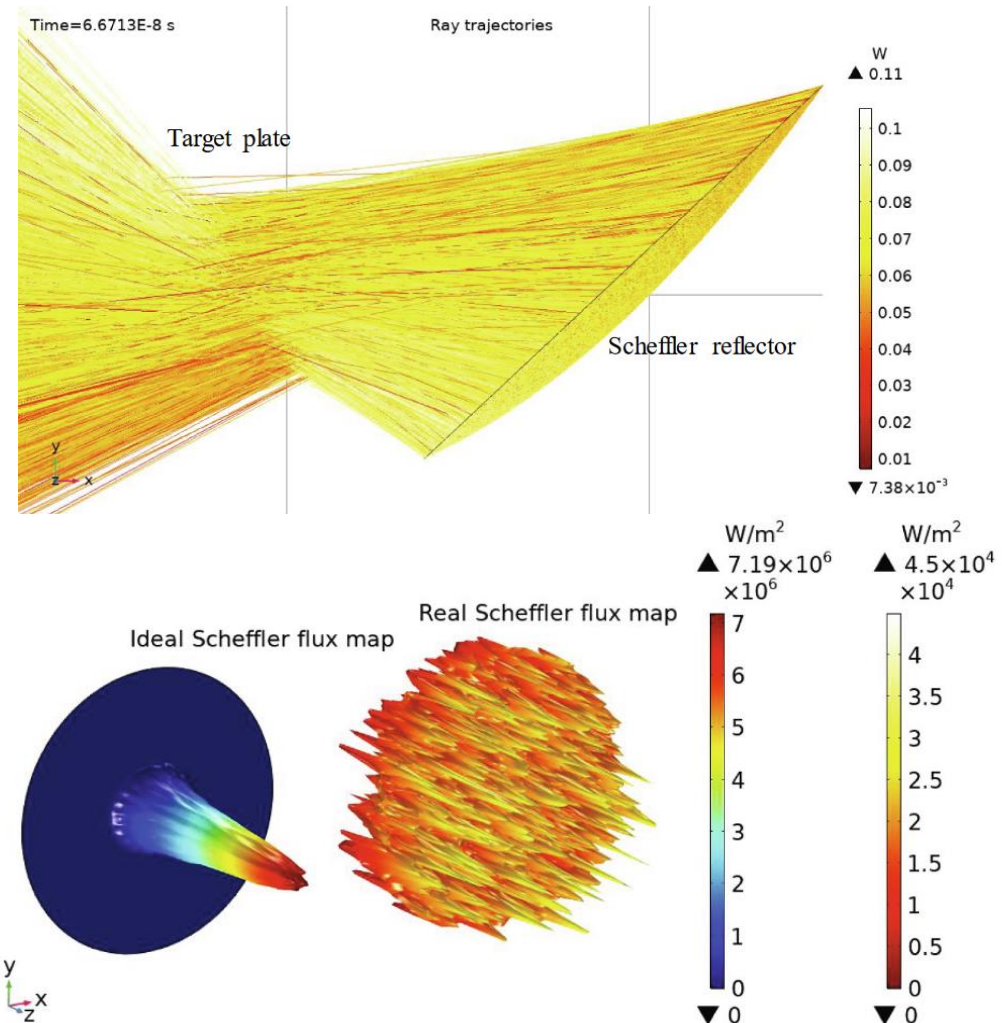 Time=6.6713E-8 s
Ray trajectories
W
▲ 0.11
Target plate
0.1
0.09
0.08
0.07
0.06
0.05
0.04
0.03
0.02
0.01
▼ 7.38×10⁻³
Scheffler reflector
y
z x
W/m²
▲ 7.19×10⁶
×10⁶
W/m²
▲ 4.5×10⁴
×10⁴
Ideal Scheffler flux map
Real Scheffler flux map
7
6
5
4
3
2
1
0
▼ 0
4
3.5
3
2.5
2
1.5
1
0.5
0
▼ 0
y
x
z